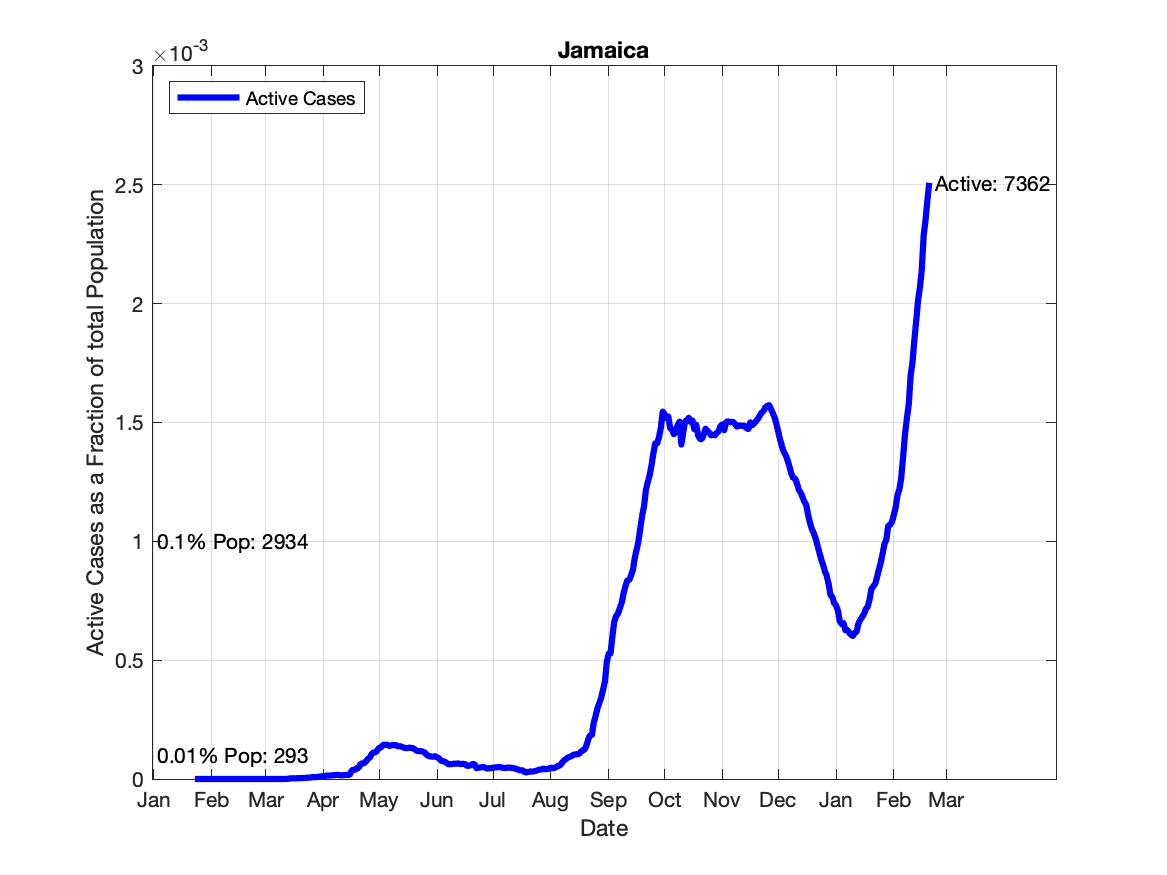 Jamaica
×10-3
Active Cases
3
2.5
2
1.5
1
0.5
0
Active Cases as a Fraction of total Population
Active: 7362
0.1% Pop: 2934
0.01% Pop: 293
Jan Feb Mar Apr May Jun Jul Aug Sep Oct Nov Dec Jan Feb Mar
Date